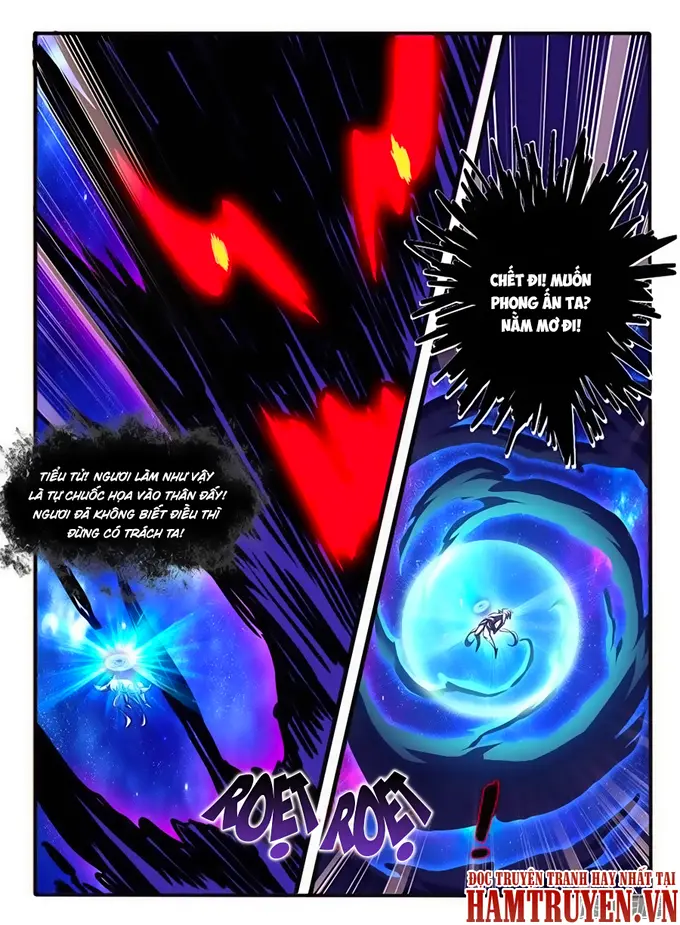 CHẾT ĐI! MUỐN
PHONG ẤN TA?
NẰM MƠ ĐI!
TIỂU TỬ! NGƯƠI LÀM NHƯ VẬY
LÀ TỰ CHUỐC HỌA VÀO THÂN ĐẤY!
NGƯƠI ĐÃ KHÔNG BIẾT ĐIỀU THÌ
ĐỪNG CÓ TRÁCH TA!
ROẸT
ROẸT
!
ĐỌC TRUYỆN TRANH HAY NHẤT TẠI
HAMTRUYEN.VN